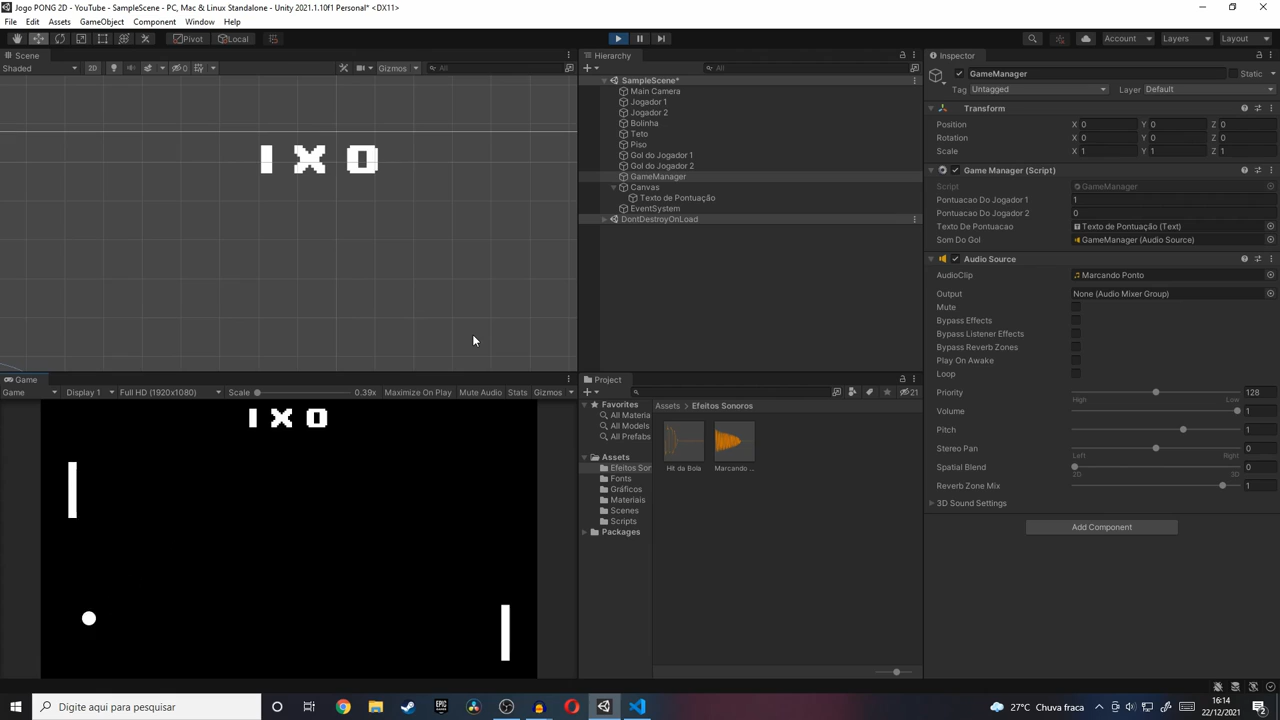 Jogo PONG 2D - YouTube - SampleScene - PC, Mac & Linux Standalone - Unity 2021.1.10f1 Personal* <DX11>
File Edit Assets GameObject Component Window Help
Pivot Local Account Layers Layout
Scene
Shaded 2D 0 Gizmos All
1 X 0
Game
Game Display 1 Full HD (1920x1080) Scale 0.39x Maximize On Play Mute Audio Stats Gizmos
1 X 0
Hierarchy
All
SampleScene*
Main Camera
Jogador 1
Jogador 2
Bolinha
Teto
Piso
Gol do Jogador 1
Gol do Jogador 2
GameManager
Canvas
Texto de Pontuação
EventSystem
DontDestroyOnLoad
Project
21
Favorites
All Materia
All Models
All Prefabs
Assets
Efeitos Son
Fonts
Gráficos
Materiais
Scenes
Scripts
Packages
Assets Efeitos Sonoros
Hit da Bola
Marcando ...
Inspector
GameManager Static
Tag Untagged Layer Default
Transform
Position X 0 Y 0 Z 0
Rotation X 0 Y 0 Z 0
Scale X 1 Y 1 Z 1
Game Manager (Script)
Script GameManager
Pontuacao Do Jogador 1 1
Pontuacao Do Jogador 2 0
Texto De Pontuacao Texto de Pontuação (Text)
Som Do Gol GameManager (Audio Source)
Audio Source
AudioClip Marcando Ponto
Output None (Audio Mixer Group)
Mute
Bypass Effects
Bypass Listener Effects
Bypass Reverb Zones
Play On Awake
Loop
Priority 128
High Low
Volume 1
Pitch 1
Stereo Pan 0
Left Right
Spatial Blend 0
2D 3D
Reverb Zone Mix 1
3D Sound Settings
Add Component
Digite aqui para pesquisar
EPIC GAMES
27°C Chuva fraca
16:14
22/12/2021